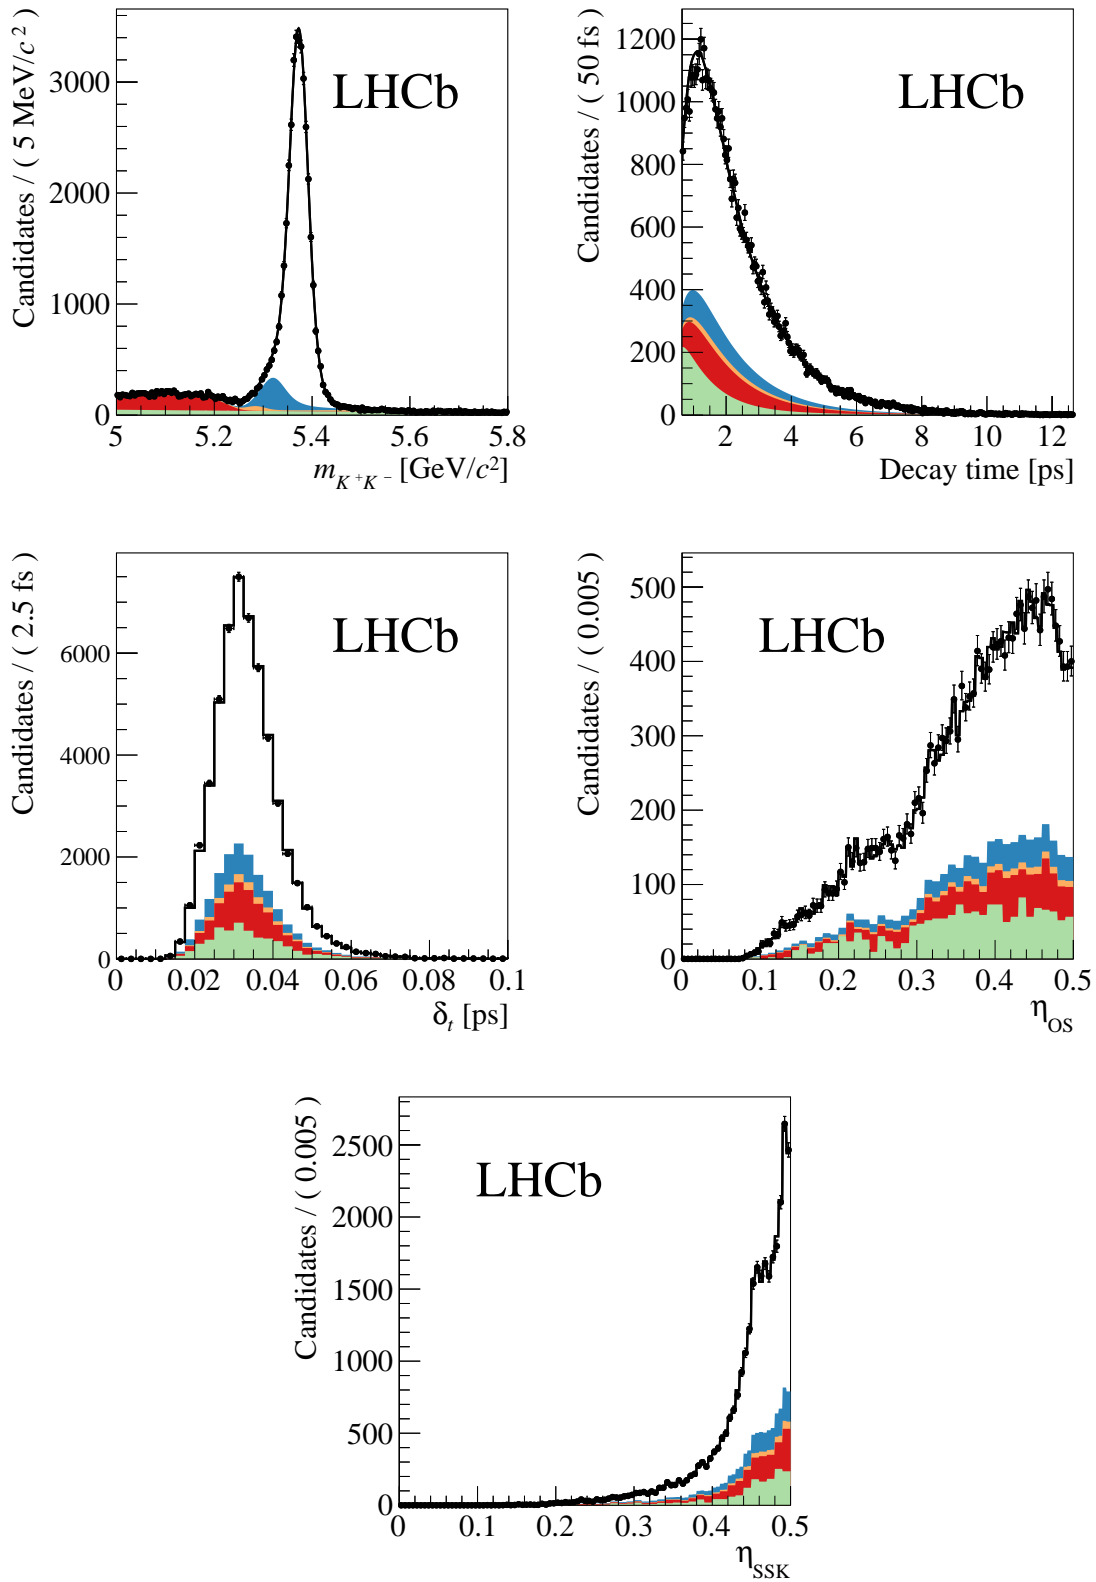 Candidates / ( 5 MeV/c² )
3000
2000
1000
0
LHCb
5 5.2 5.4 5.6 5.8
m_{K⁺K⁻} [GeV/c²]
Candidates / ( 50 fs )
1200
1000
800
600
400
200
0
LHCb
2 4 6 8 10 12
Decay time [ps]
Candidates / ( 2.5 fs )
6000
4000
2000
0
LHCb
0 0.02 0.04 0.06 0.08 0.1
δ_t [ps]
Candidates / ( 0.005 )
500
400
300
200
100
0
LHCb
0 0.1 0.2 0.3 0.4 0.5
η_OS
Candidates / ( 0.005 )
2500
2000
1500
1000
500
0
LHCb
0 0.1 0.2 0.3 0.4 0.5
η_SSK